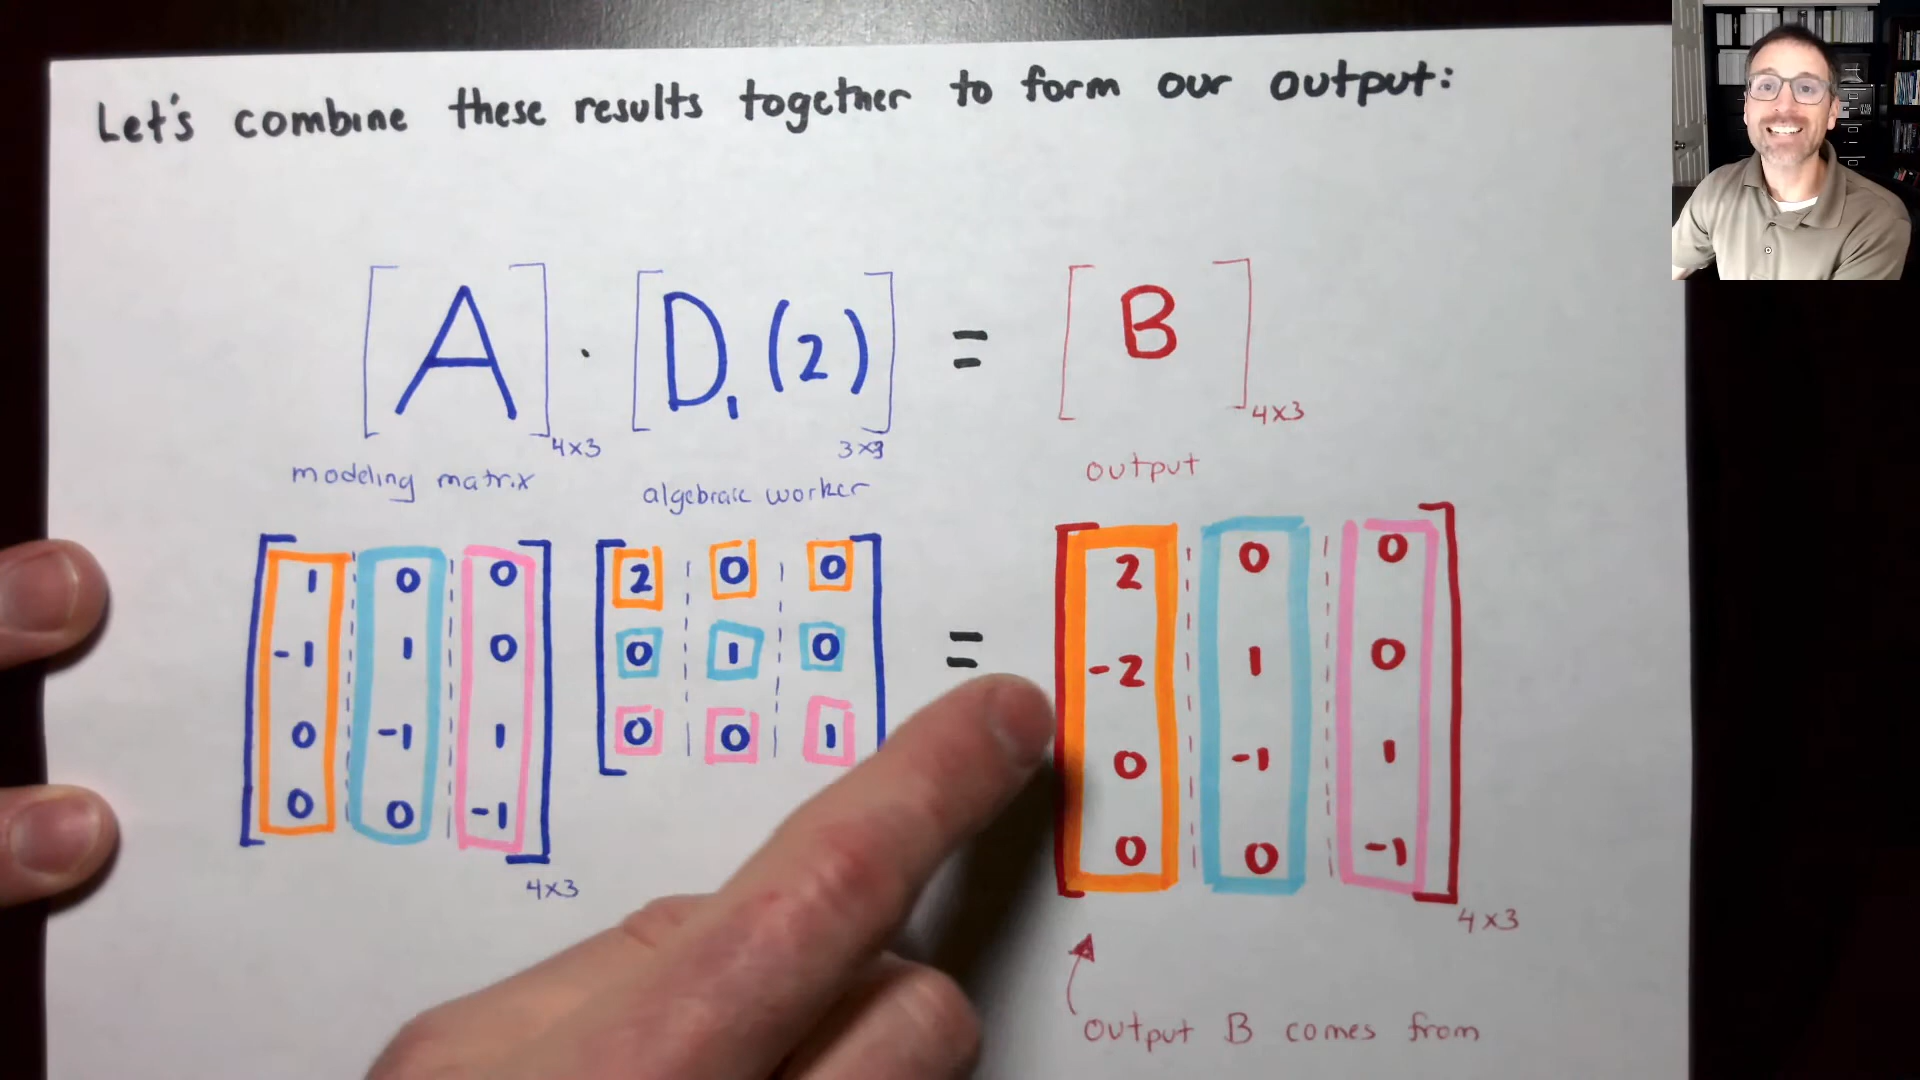 Let's combine these results together to form our output:
[A] 4x3 · [D1(2)] 3x3 = [B] 4x3
modeling matrix algebraic worker output
1 0 0 2 0 0 2 0 0
-1 1 0 0 1 0 = -2 1 0
0 -1 1 0 0 1 0 -1 1
0 0 -1 0 0 -1
4x3 4x3
output B comes from